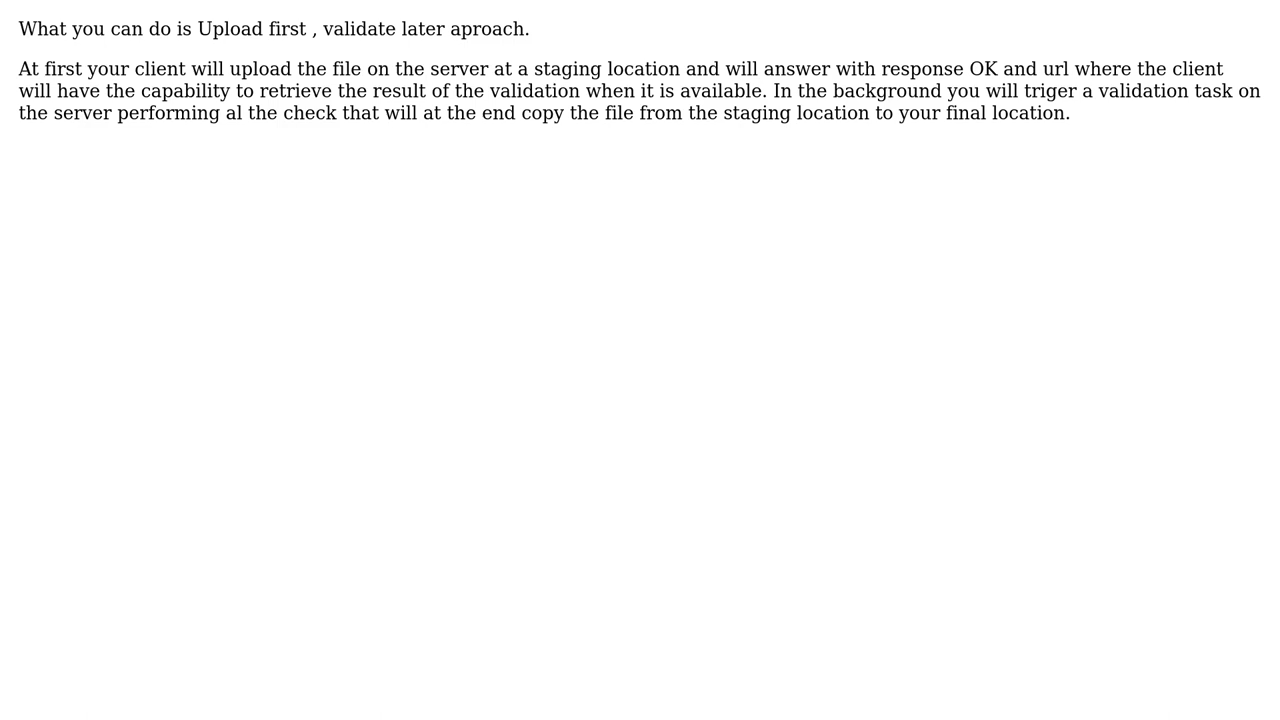 What you can do is Upload first , validate later aproach.
At first your client will upload the file on the server at a staging location and will answer with response OK and url where the client
will have the capability to retrieve the result of the validation when it is available. In the background you will triger a validation task on
the server performing al the check that will at the end copy the file from the staging location to your final location.